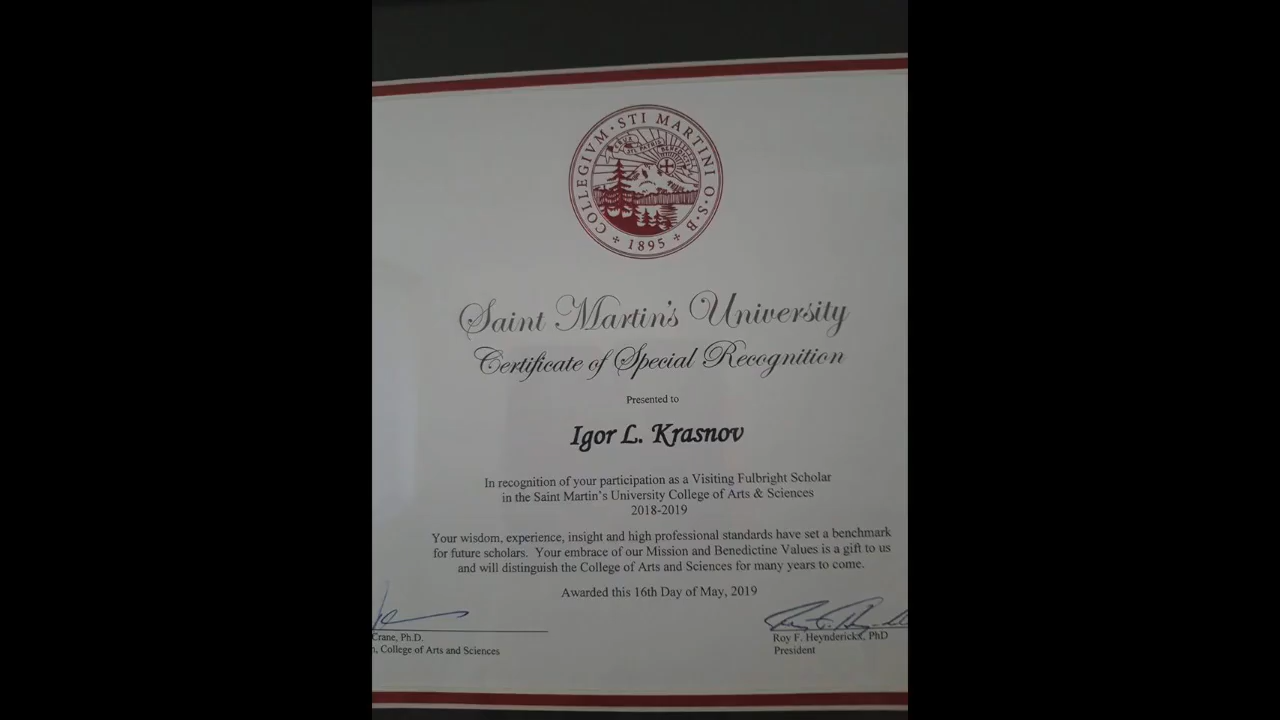 COLLEGIVM · STI MARTINI O·S·B
+ 1895 +
Saint Martin's University
Certificate of Special Recognition
Presented to
Igor L. Krasnov
In recognition of your participation as a Visiting Fulbright Scholar
in the Saint Martin's University College of Arts & Sciences
2018-2019
Your wisdom, experience, insight and high professional standards have set a benchmark
for future scholars. Your embrace of our Mission and Benedictine Values is a gift to us
and will distinguish the College of Arts and Sciences for many years to come.
Awarded this 16th Day of May, 2019
Crane, Ph.D.
, College of Arts and Sciences
Roy F. Heynderickx, PhD
President